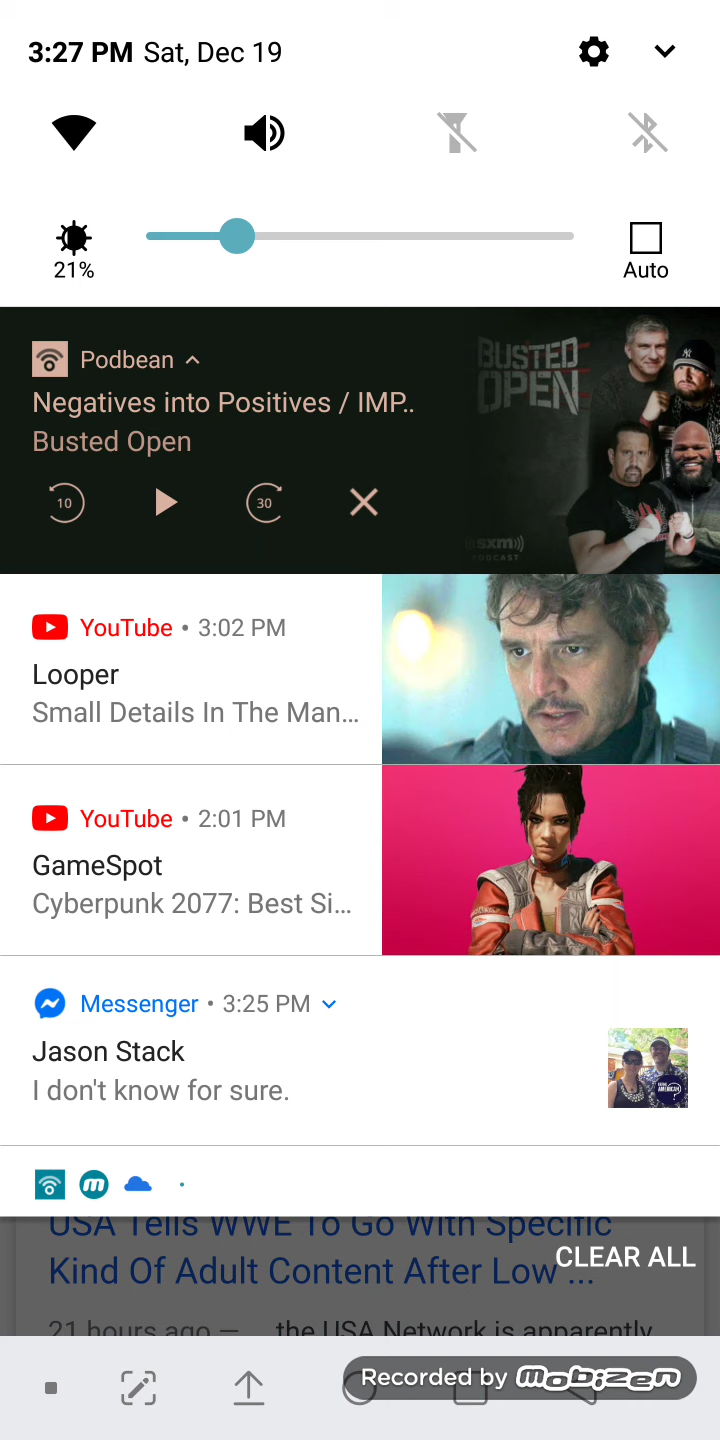 3:27 PM Sat, Dec 19
21%
Auto
Podbean
Negatives into Positives / IMP..
Busted Open
10
30
BUSTED
OPEN
sxm
PODCAST
YouTube • 3:02 PM
Looper
Small Details In The Man...
YouTube • 2:01 PM
GameSpot
Cyberpunk 2077: Best Si...
Messenger • 3:25 PM
Jason Stack
I don't know for sure.
AMERICAN
m
USA Tells WWE To Go With Specific
Kind Of Adult Content After Low ...
CLEAR ALL
21 hours ago — the USA Network is apparently
Recorded by mobizen